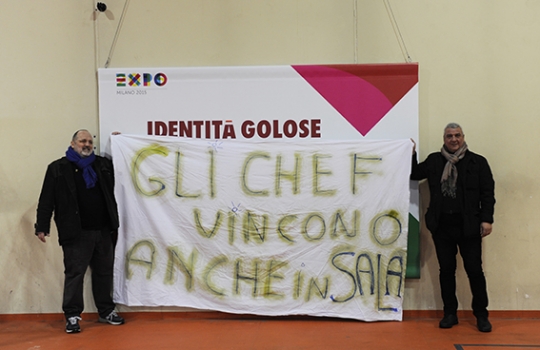 EXPO
MILANO 2015
IDENTITÀ GOLOSE
GLI CHEF
VINCONO
ANCHE in SALA